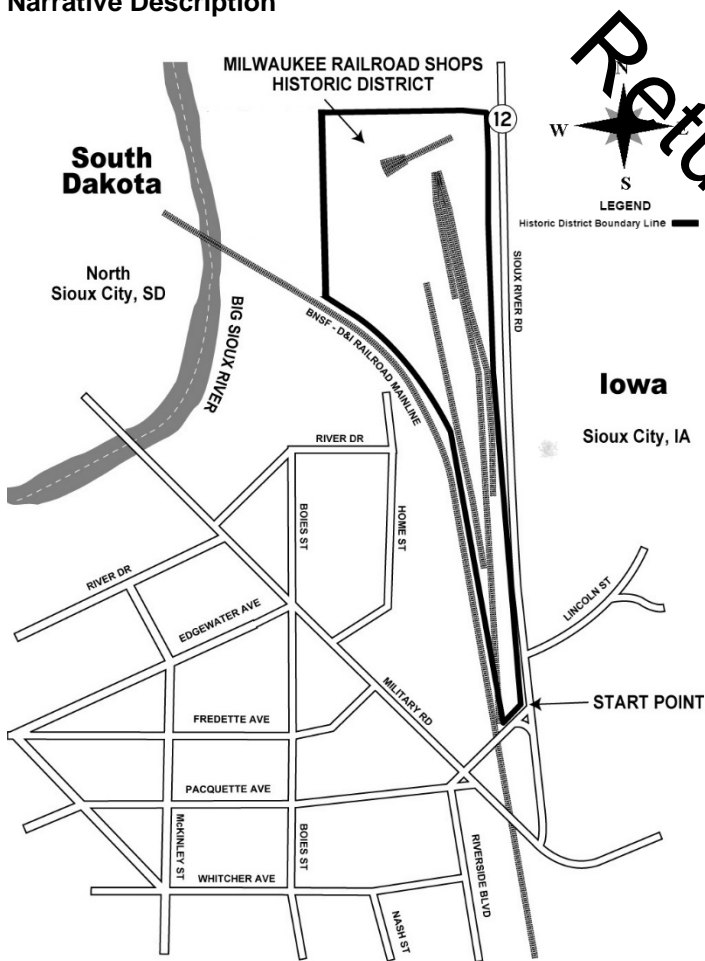 Narrative Description
MILWAUKEE RAILROAD SHOPS
HISTORIC DISTRICT
12
N
W
S
LEGEND
Historic District Boundary Line
South
Dakota
North
Sioux City, SD
BIG SIOUX RIVER
BNSF - D&I RAILROAD MAINLINE
SIOUX RIVER RD
Iowa
Sioux City, IA
RIVER DR
BOIES ST
HOME ST
RIVER DR
EDGEWATER AVE
LINCOLN ST
START POINT
MILITARY RD
FREDETTE AVE
PACQUETTE AVE
McKINLEY ST
BOIES ST
RIVERSIDE BLVD
WHITCHER AVE
NASH ST